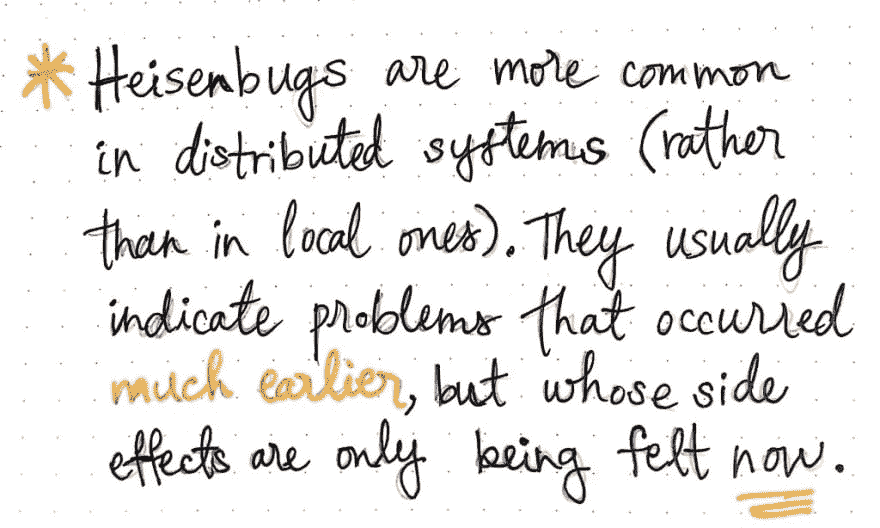 * Heisenbugs are more common
in distributed systems (rather
than in local ones). They usually
indicate problems that occurred
much earlier, but whose side
effects are only being felt now.